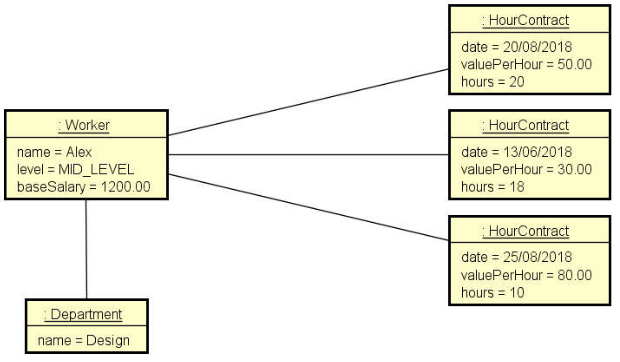 : HourContract
date = 20/08/2018
valuePerHour = 50.00
hours = 20
: Worker
name = Alex
level = MID_LEVEL
baseSalary = 1200.00
: HourContract
date = 13/06/2018
valuePerHour = 30.00
hours = 18
: HourContract
date = 25/08/2018
valuePerHour = 80.00
hours = 10
: Department
name = Design